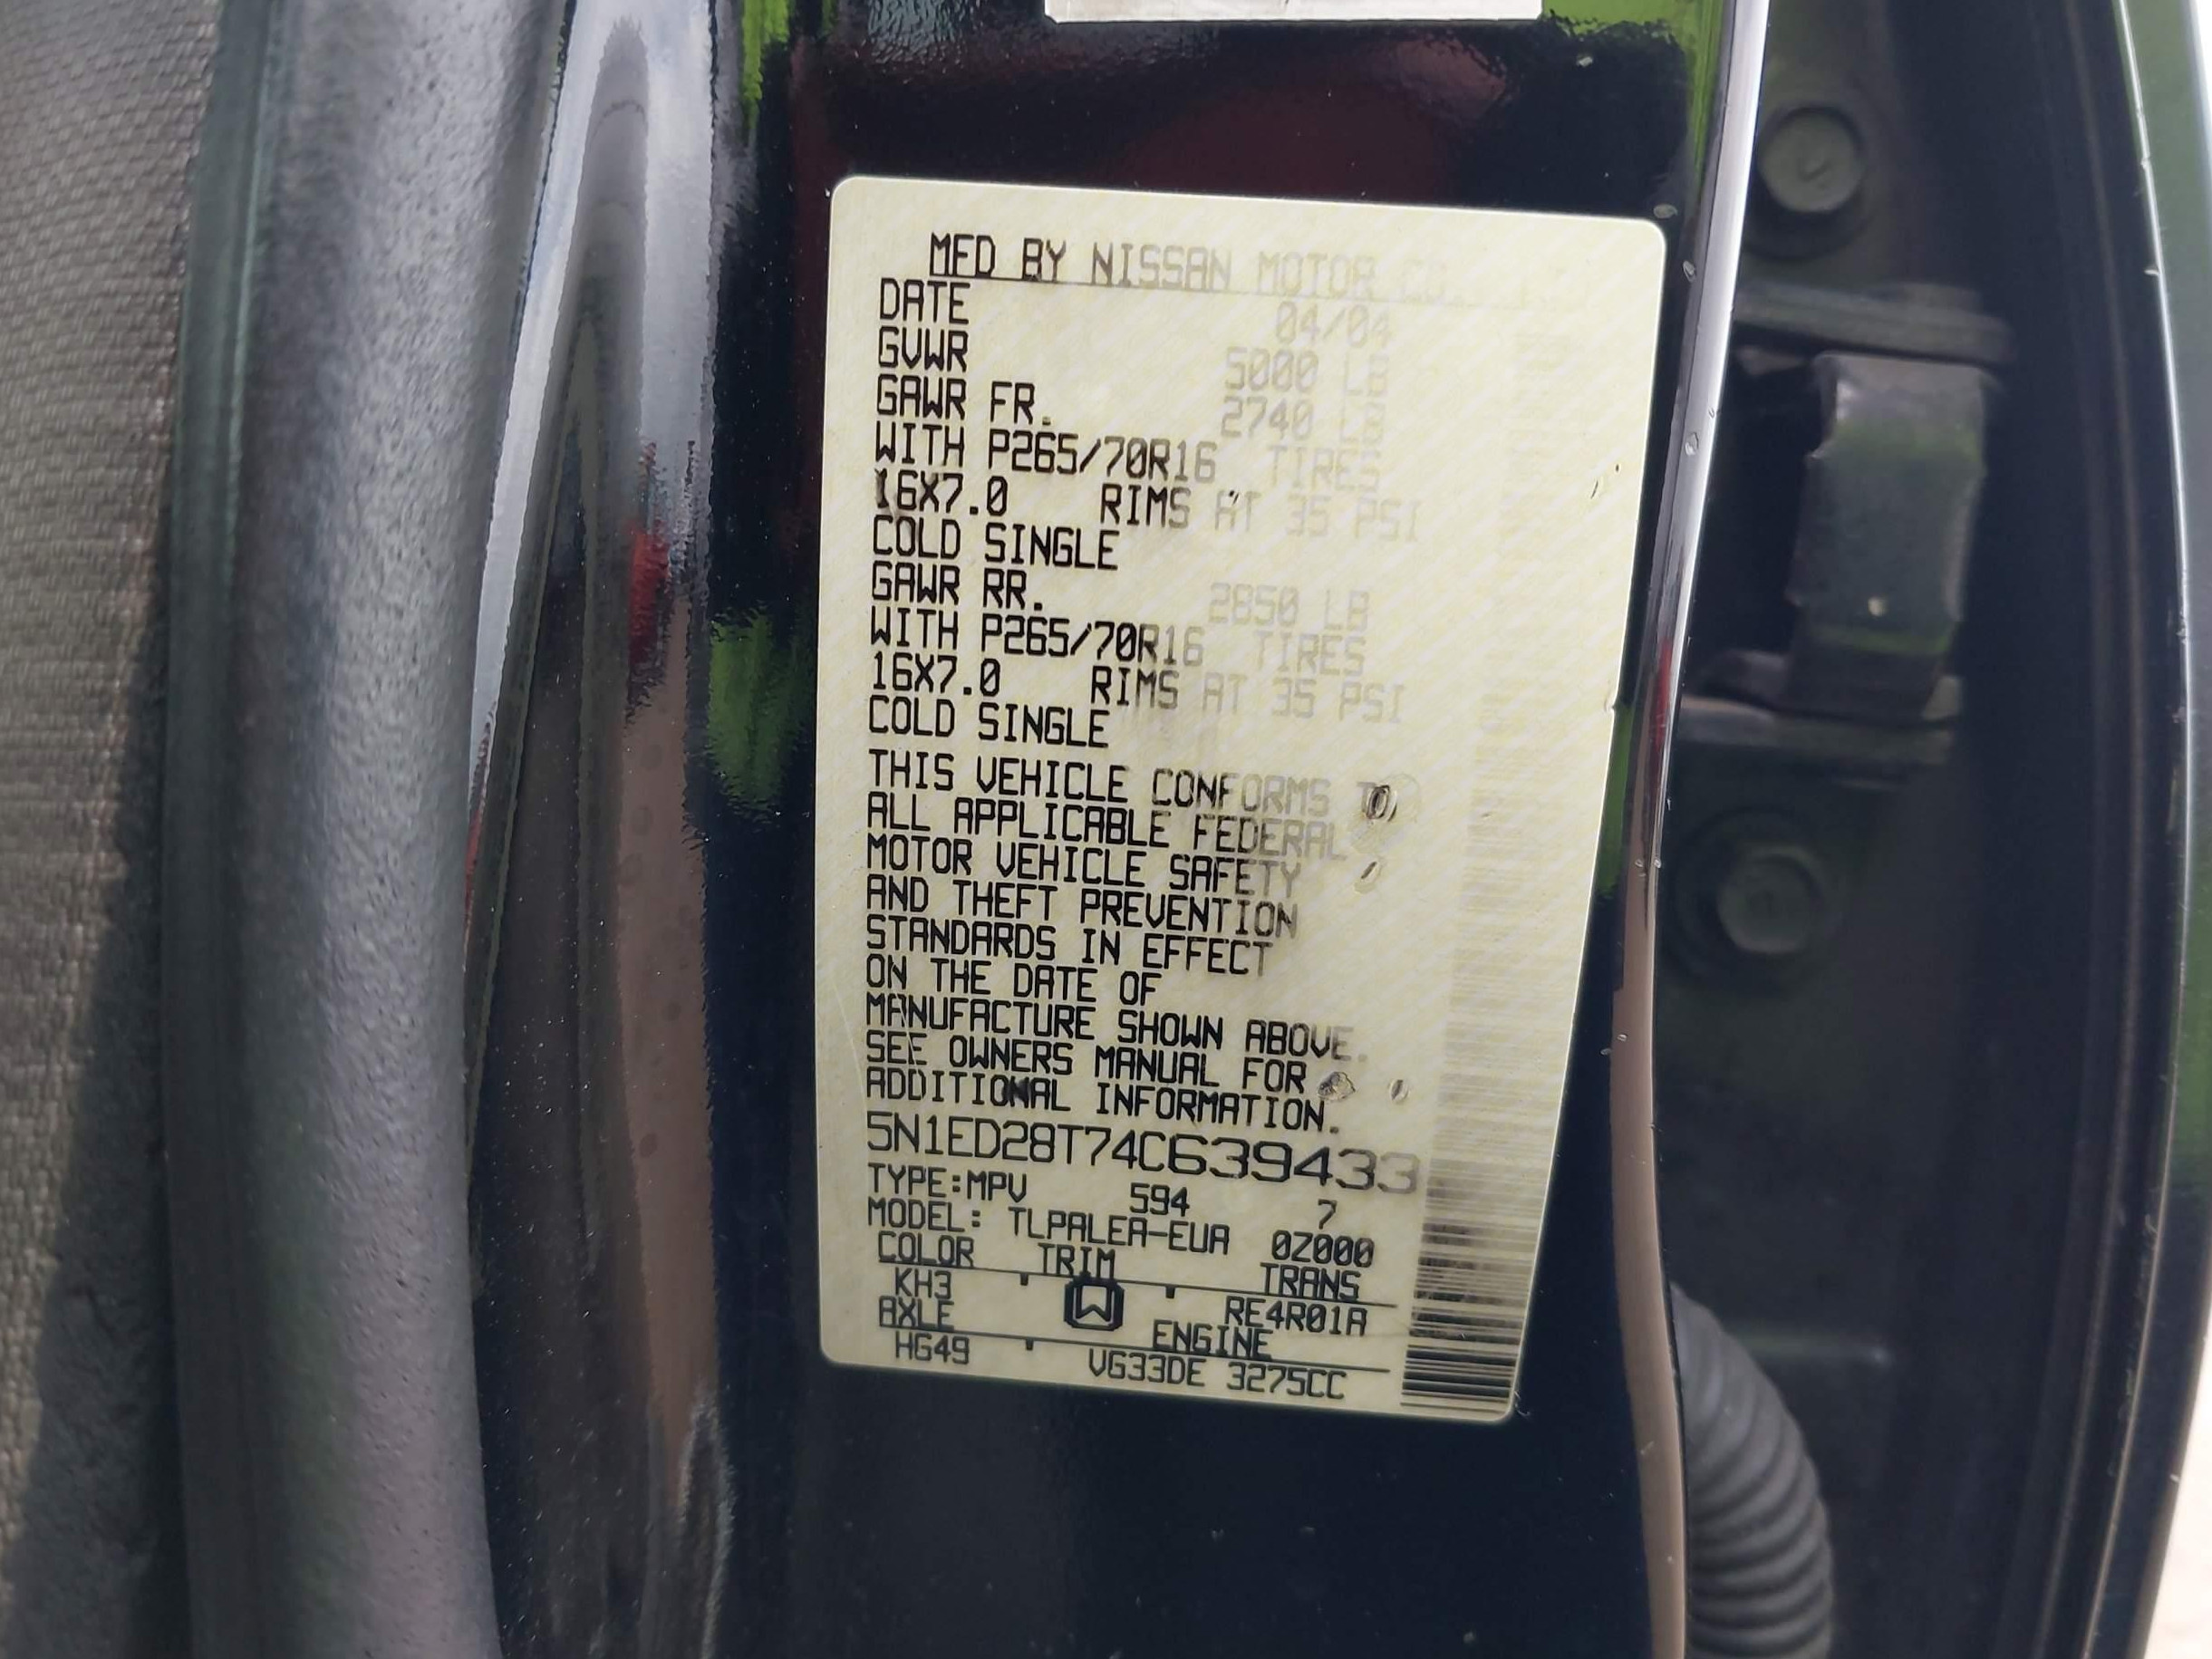 MFD BY NISSAN MOTOR CO.
DATE 04/04
GVWR 5000 LB
GAWR FR. 2740 LB
WITH P265/70R16 TIRES
16X7.0 RIMS AT 35 PSI
COLD SINGLE
GAWR RR. 2850 LB
WITH P265/70R16 TIRES
16X7.0 RIMS AT 35 PSI
COLD SINGLE
THIS VEHICLE CONFORMS TO
ALL APPLICABLE FEDERAL
MOTOR VEHICLE SAFETY
AND THEFT PREVENTION
STANDARDS IN EFFECT
ON THE DATE OF
MANUFACTURE SHOWN ABOVE.
SEE OWNERS MANUAL FOR
ADDITIONAL INFORMATION.
5N1ED28T74C639433
TYPE:MPV 594 7
MODEL: TLPALEA-EUA 0Z000
COLOR TRIM TRANS
KH3 W RE4R01A
AXLE ENGINE
HG49 VG33DE 3275CC